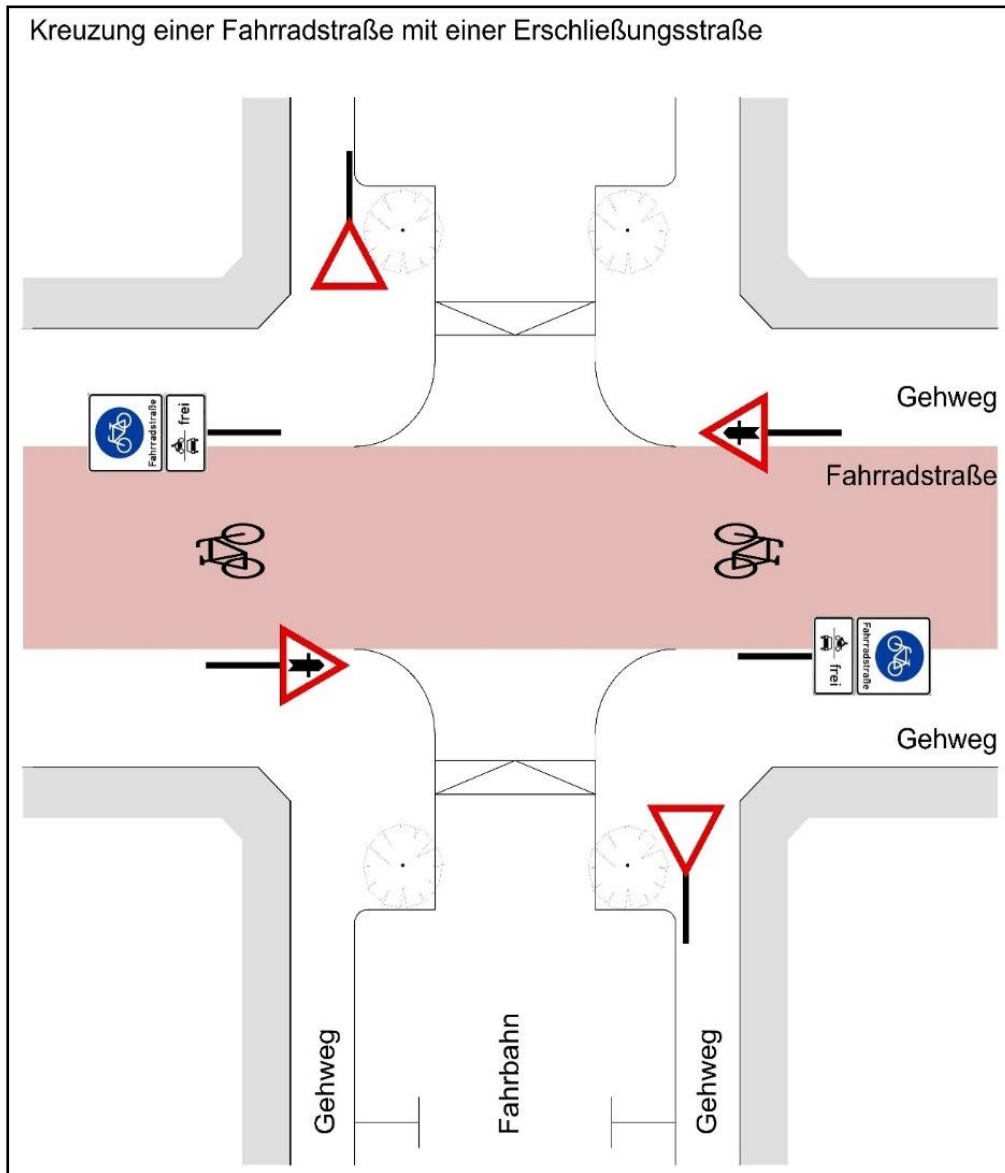 Kreuzung einer Fahrradstraße mit einer Erschließungsstraße
Fahrradstraße
frei
Gehweg
Fahrradstraße
frei
Fahrradstraße
Gehweg
Gehweg
Fahrbahn
Gehweg